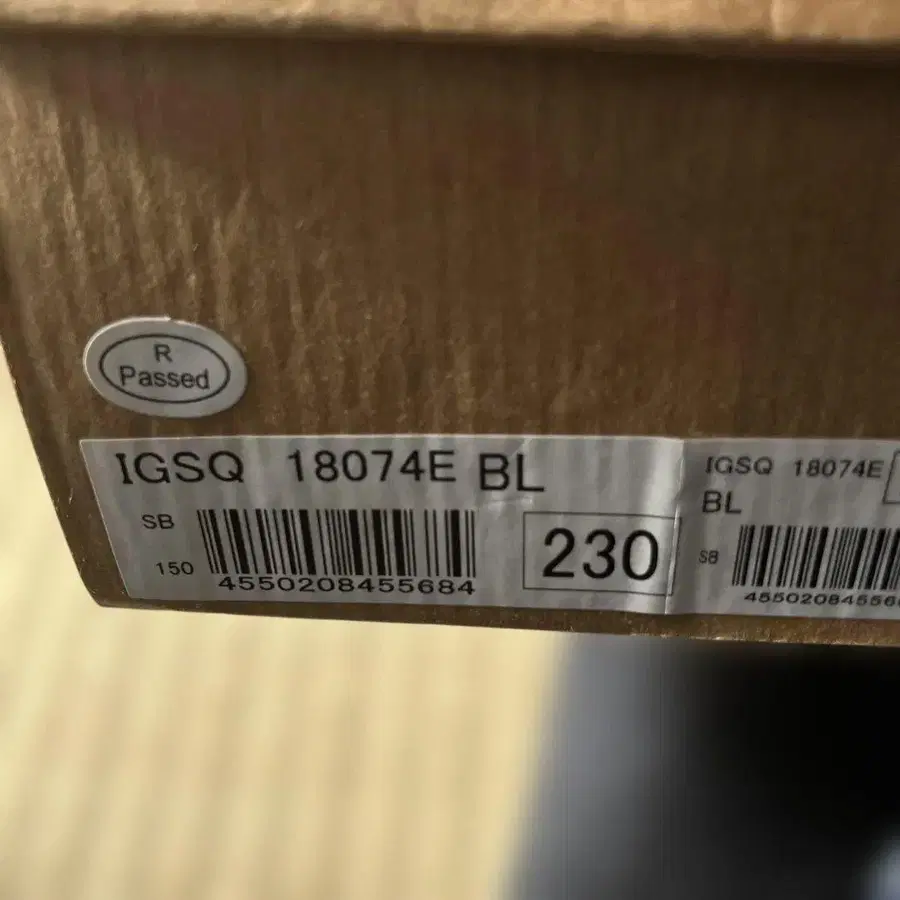 R
Passed
IGSQ 18074E BL
SB
150
4550208455684
230
IGSQ 18074E
BL
SB